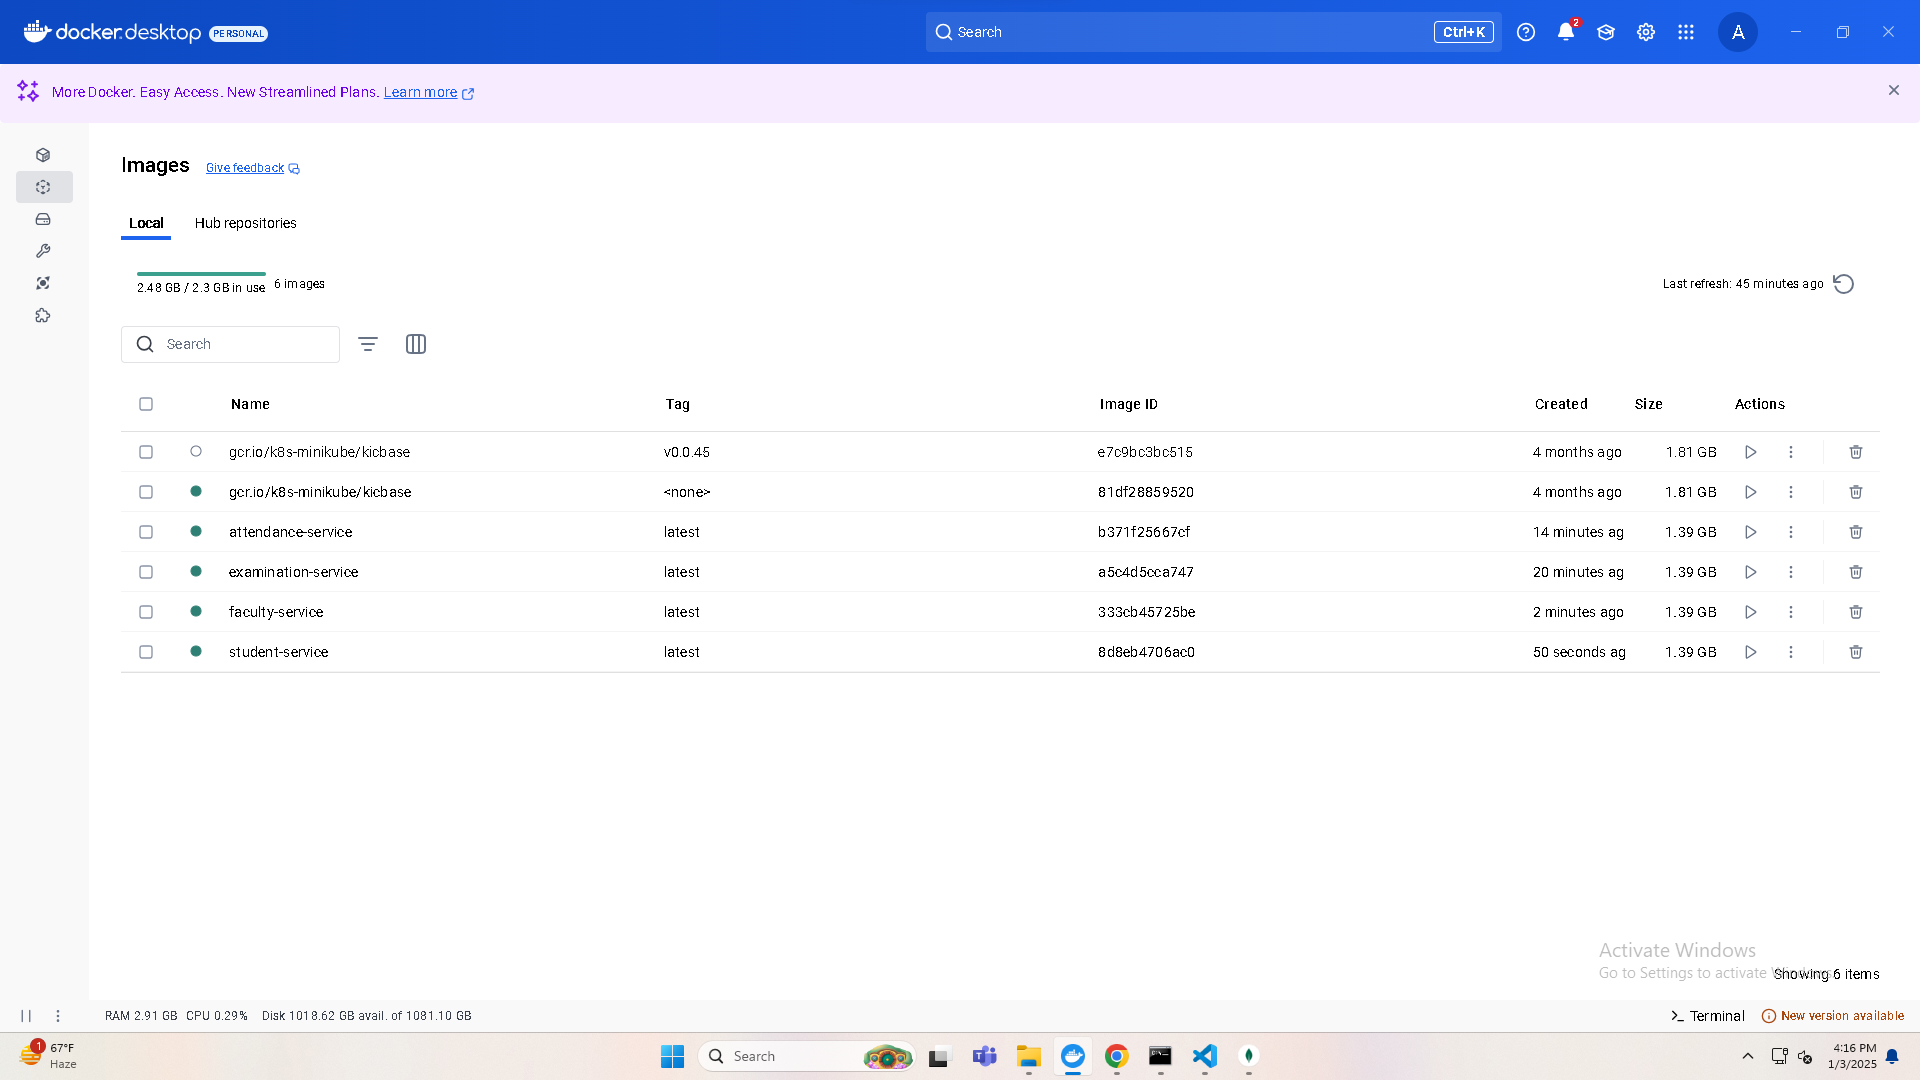 docker.desktop PERSONAL
Search Ctrl+K
2
A
More Docker. Easy Access. New Streamlined Plans. Learn more
Images Give feedback
Local Hub repositories
2.48 GB / 2.3 GB in use 6 images
Last refresh: 45 minutes ago
Search
Name Tag Image ID Created Size Actions
gcr.io/k8s-minikube/kicbase v0.0.45 e7c9bc3bc515 4 months ago 1.81 GB
gcr.io/k8s-minikube/kicbase <none> 81df28859520 4 months ago 1.81 GB
attendance-service latest b371f25667cf 14 minutes ag 1.39 GB
examination-service latest a5c4d5cca747 20 minutes ag 1.39 GB
faculty-service latest 333cb45725be 2 minutes ago 1.39 GB
student-service latest 8d8eb4706ac0 50 seconds ag 1.39 GB
Activate Windows
Go to Settings to activate Windows.
Showing 6 items
RAM 2.91 GB CPU 0.29% Disk 1018.62 GB avail. of 1081.10 GB
Terminal New version available
1 67°F
Haze
Search
4:16 PM
1/3/2025